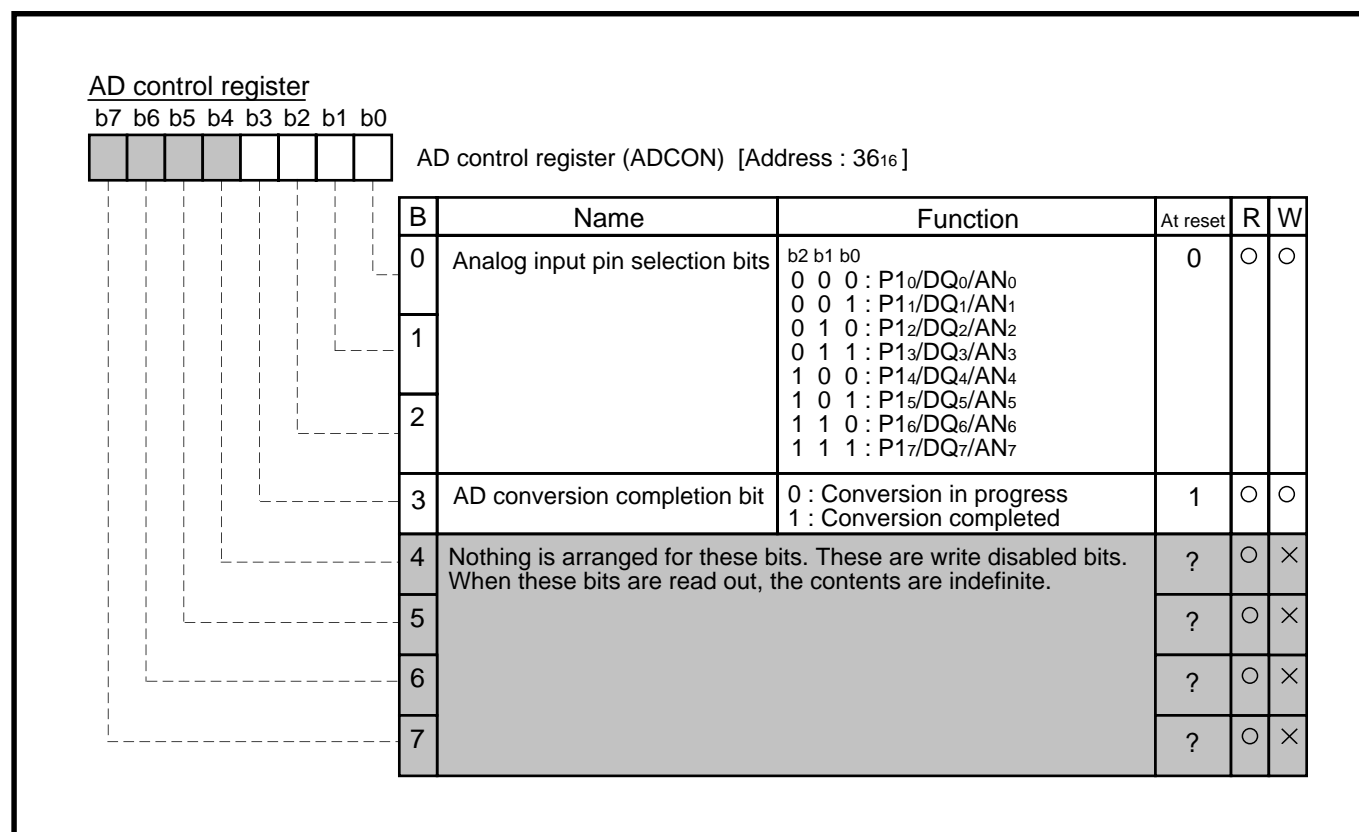 AD control register
b7 b6 b5 b4 b3 b2 b1 b0
AD control register (ADCON) [Address : 36₁₆]
B Name Function At reset R W
0 Analog input pin selection bits b2 b1 b0 0 ○ ○
0 0 0 : P1₀/DQ₀/AN₀
0 0 1 : P1₁/DQ₁/AN₁
1 0 1 0 : P1₂/DQ₂/AN₂
0 1 1 : P1₃/DQ₃/AN₃
1 0 0 : P1₄/DQ₄/AN₄
2 1 0 1 : P1₅/DQ₅/AN₅
1 1 0 : P1₆/DQ₆/AN₆
1 1 1 : P1₇/DQ₇/AN₇
3 AD conversion completion bit 0 : Conversion in progress 1 ○ ○
1 : Conversion completed
4 Nothing is arranged for these bits. These are write disabled bits. ? ○ ×
When these bits are read out, the contents are indefinite.
5 ? ○ ×
6 ? ○ ×
7 ? ○ ×